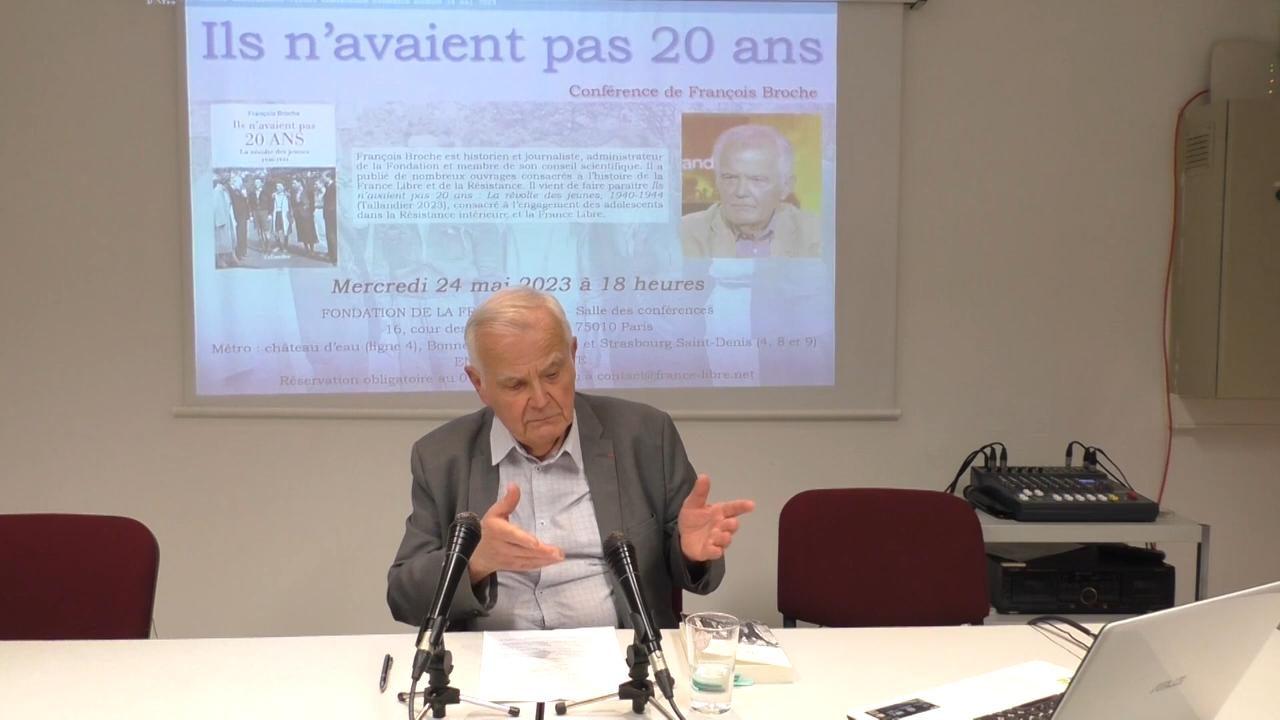 Ils n'avaient pas 20 ans
Conférence de François Broche
François Broche
Ils n'avaient pas
20 ANS
La révolte des jeunes
1940-1944
Tallandier
François Broche est historien et journaliste, administrateur
de la Fondation et membre de son conseil scientifique. Il a
publié de nombreux ouvrages consacrés à l'histoire de la
France Libre et de la Résistance. Il vient de faire paraître Ils
n'avaient pas 20 ans : La révolte des jeunes, 1940-1944
(Tallandier 2023), consacré à l'engagement des adolescents
dans la Résistance intérieure et la France Libre.
and
Mercredi 24 mai 2023 à 18 heures
FONDATION DE LA FR Salle des conférences
16, cour des 75010 Paris
Métro : château d'eau (ligne 4), Bonne et Strasbourg Saint-Denis (4, 8 et 9)
EN E
Réservation obligatoire au 0 à contact@france-libre.net